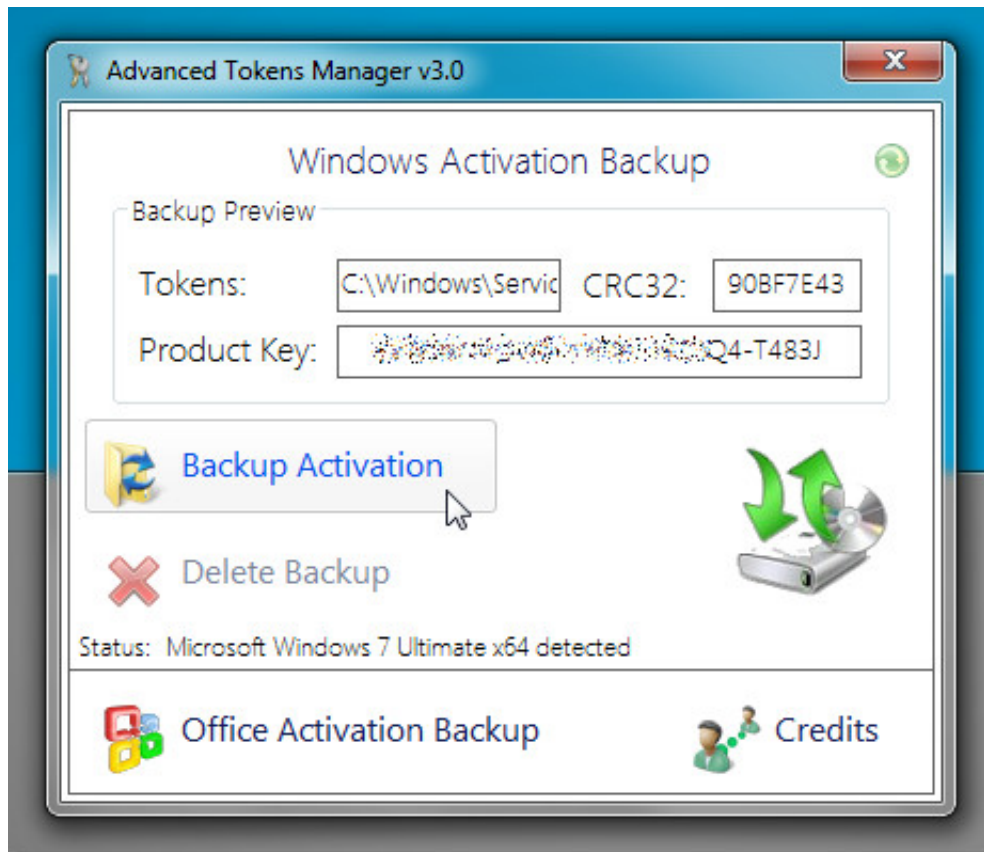 Advanced Tokens Manager v3.0
Windows Activation Backup
Backup Preview
Tokens: C:\Windows\Servic CRC32: 90BF7E43
Product Key: Q4-T483J
Backup Activation
Delete Backup
Status: Microsoft Windows 7 Ultimate x64 detected
Office Activation Backup Credits